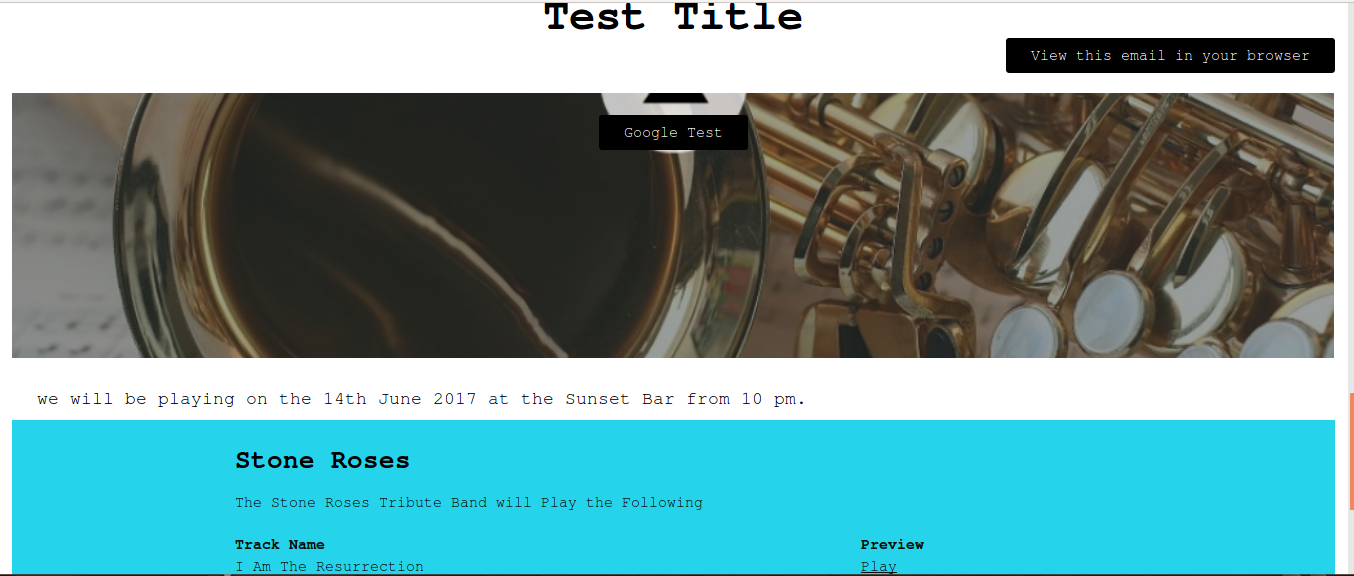 Test Title
View this email in your browser
Google Test
we will be playing on the 14th June 2017 at the Sunset Bar from 10 pm.
Stone Roses
The Stone Roses Tribute Band will Play the Following
Track Name Preview
I Am The Resurrection Play